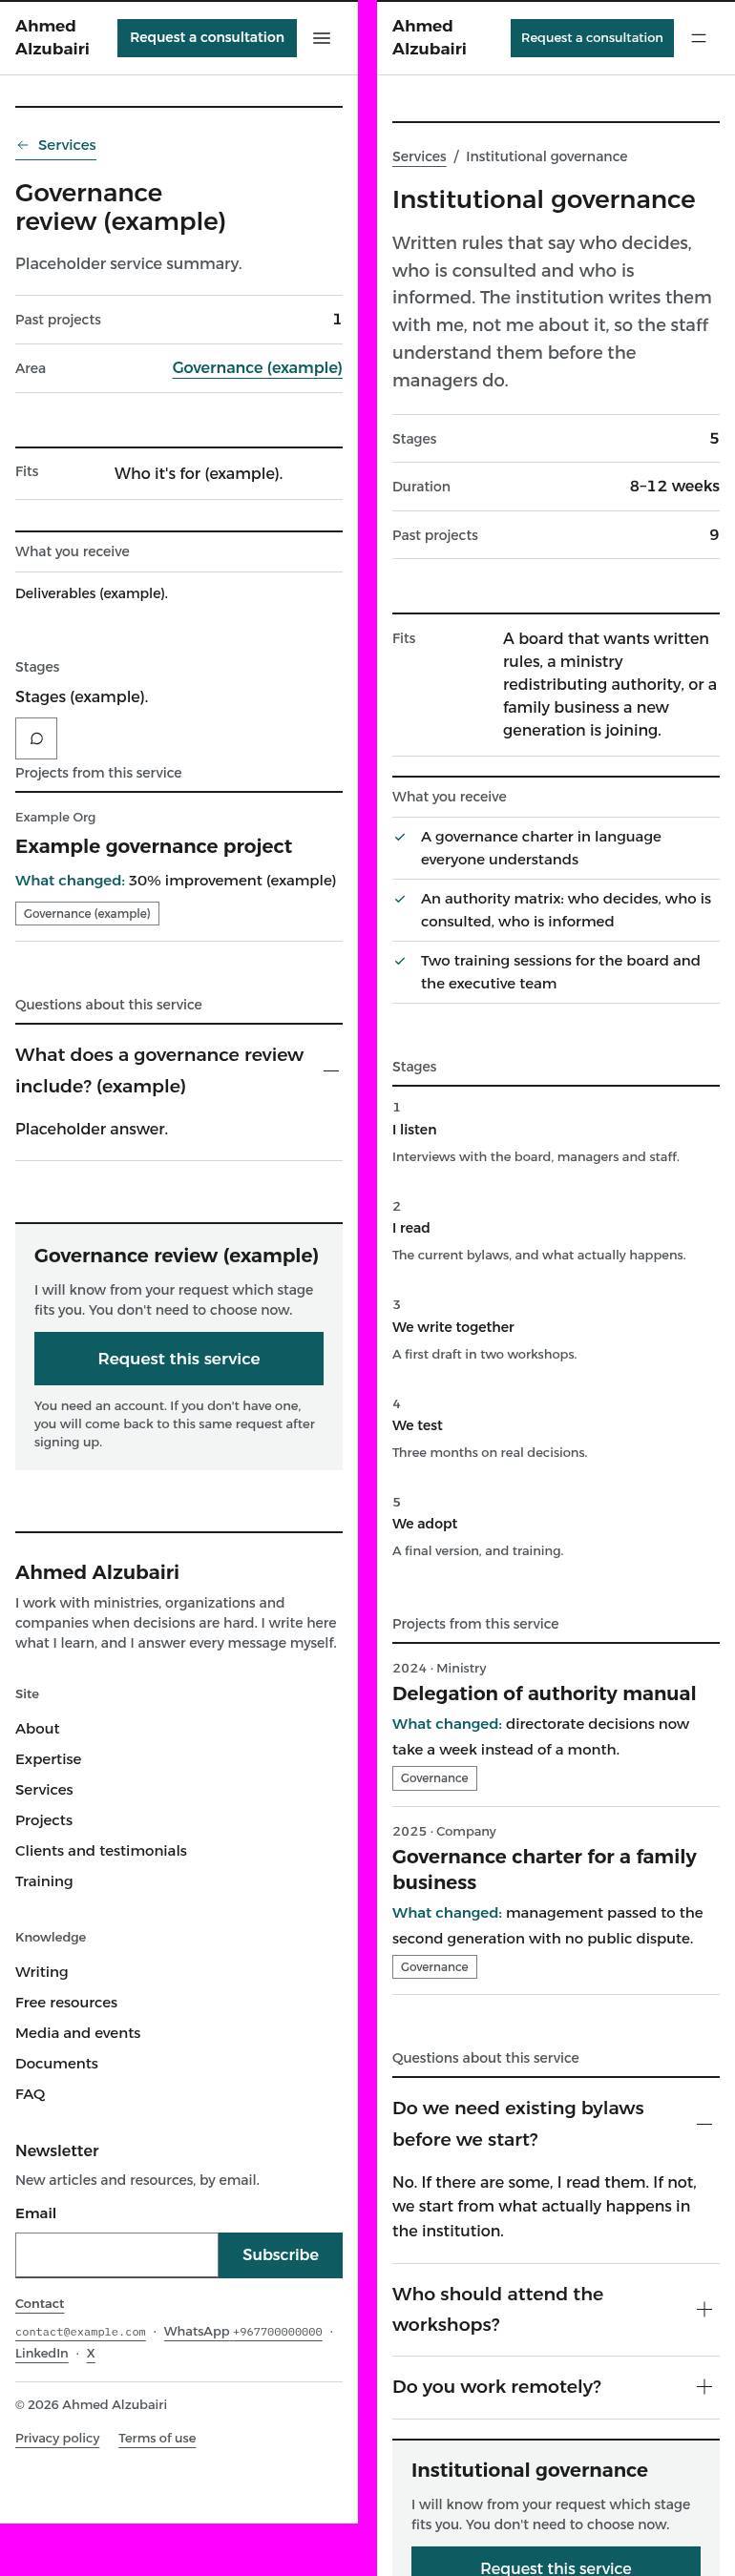 Ahmed
Alzubairi
Request a consultation
Services
Governance
review (example)
Placeholder service summary.
Past projects 1
Area Governance (example)
Fits Who it's for (example).
What you receive
Deliverables (example).
Stages
Stages (example).
Projects from this service
Example Org
Example governance project
What changed: 30% improvement (example)
Governance (example)
Questions about this service
What does a governance review
include? (example)
Placeholder answer.
Governance review (example)
I will know from your request which stage
fits you. You don't need to choose now.
Request this service
You need an account. If you don't have one,
you will come back to this same request after
signing up.
Ahmed Alzubairi
I work with ministries, organizations and
companies when decisions are hard. I write here
what I learn, and I answer every message myself.
Site
About
Expertise
Services
Projects
Clients and testimonials
Training
Knowledge
Writing
Free resources
Media and events
Documents
FAQ
Newsletter
New articles and resources, by email.
Email
Subscribe
Contact
contact@example.com · WhatsApp +967700000000 ·
LinkedIn · X
© 2026 Ahmed Alzubairi
Privacy policy Terms of use
Ahmed
Alzubairi
Request a consultation
Services / Institutional governance
Institutional governance
Written rules that say who decides,
who is consulted and who is
informed. The institution writes them
with me, not me about it, so the staff
understand them before the
managers do.
Stages 5
Duration 8–12 weeks
Past projects 9
Fits A board that wants written
rules, a ministry
redistributing authority, or a
family business a new
generation is joining.
What you receive
A governance charter in language
everyone understands
An authority matrix: who decides, who is
consulted, who is informed
Two training sessions for the board and
the executive team
Stages
1
I listen
Interviews with the board, managers and staff.
2
I read
The current bylaws, and what actually happens.
3
We write together
A first draft in two workshops.
4
We test
Three months on real decisions.
5
We adopt
A final version, and training.
Projects from this service
2024 · Ministry
Delegation of authority manual
What changed: directorate decisions now
take a week instead of a month.
Governance
2025 · Company
Governance charter for a family
business
What changed: management passed to the
second generation with no public dispute.
Governance
Questions about this service
Do we need existing bylaws
before we start?
No. If there are some, I read them. If not,
we start from what actually happens in
the institution.
Who should attend the
workshops?
Do you work remotely?
Institutional governance
I will know from your request which stage
fits you. You don't need to choose now.
Request this service